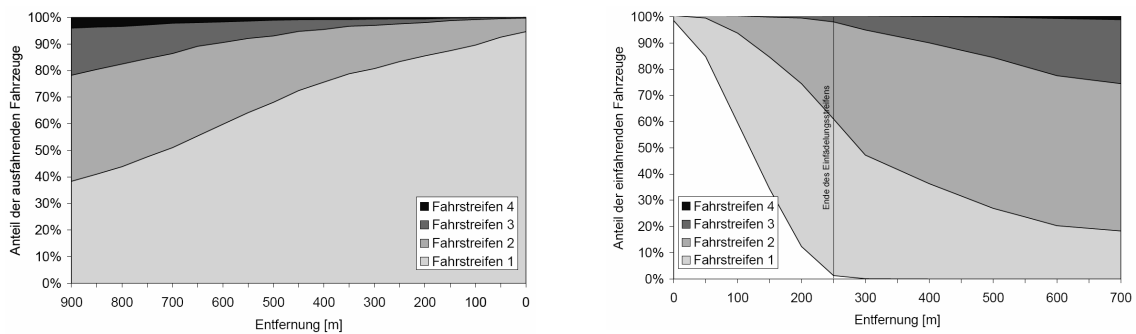 Anteil der ausfahrenden Fahrzeuge
100%
90%
80%
70%
60%
50%
40%
30%
20%
10%
0%
Fahrstreifen 4
Fahrstreifen 3
Fahrstreifen 2
Fahrstreifen 1
900 800 700 600 500 400 300 200 100 0
Entfernung [m]
Anteil der einfahrenden Fahrzeuge
100%
90%
80%
70%
60%
50%
40%
30%
20%
10%
0%
Ende des Einfädelungsstreifens
Fahrstreifen 4
Fahrstreifen 3
Fahrstreifen 2
Fahrstreifen 1
0 100 200 300 400 500 600 700
Entfernung [m]